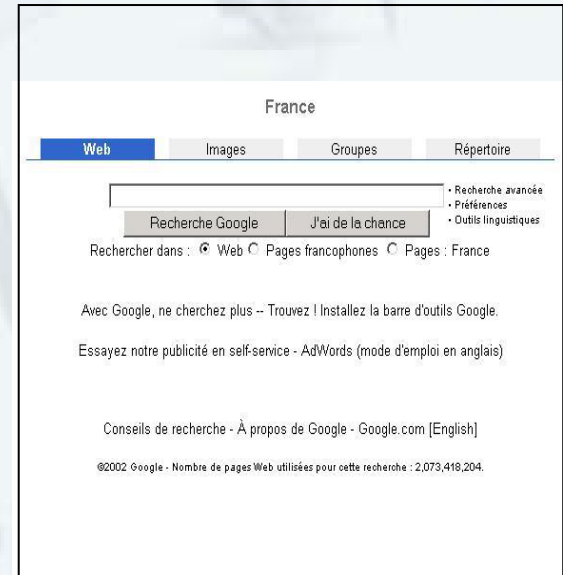 France
Web Images Groupes Répertoire
• Recherche avancée
• Préférences
• Outils linguistiques
Recherche Google J'ai de la chance
Rechercher dans : Web Pages francophones Pages : France
Avec Google, ne cherchez plus -- Trouvez ! Installez la barre d'outils Google.
Essayez notre publicité en self-service - AdWords (mode d'emploi en anglais)
Conseils de recherche - À propos de Google - Google.com [English]
©2002 Google - Nombre de pages Web utilisées pour cette recherche : 2,073,418,204.